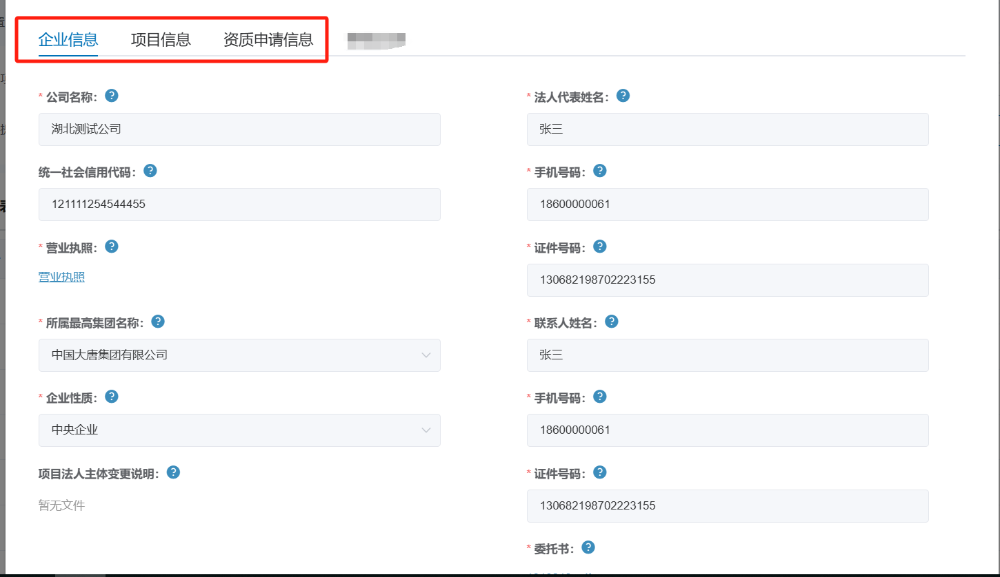 企业信息 项目信息 资质申请信息
* 公司名称： ?
湖北测试公司
统一社会信用代码： ?
121111254544455
* 营业执照： ?
营业执照
* 所属最高集团名称： ?
中国大唐集团有限公司
* 企业性质： ?
中央企业
项目法人主体变更说明： ?
暂无文件
* 法人代表姓名： ?
张三
* 手机号码： ?
18600000061
* 证件号码： ?
130682198702223155
* 联系人姓名： ?
张三
* 手机号码： ?
18600000061
* 证件号码： ?
130682198702223155
* 委托书： ?